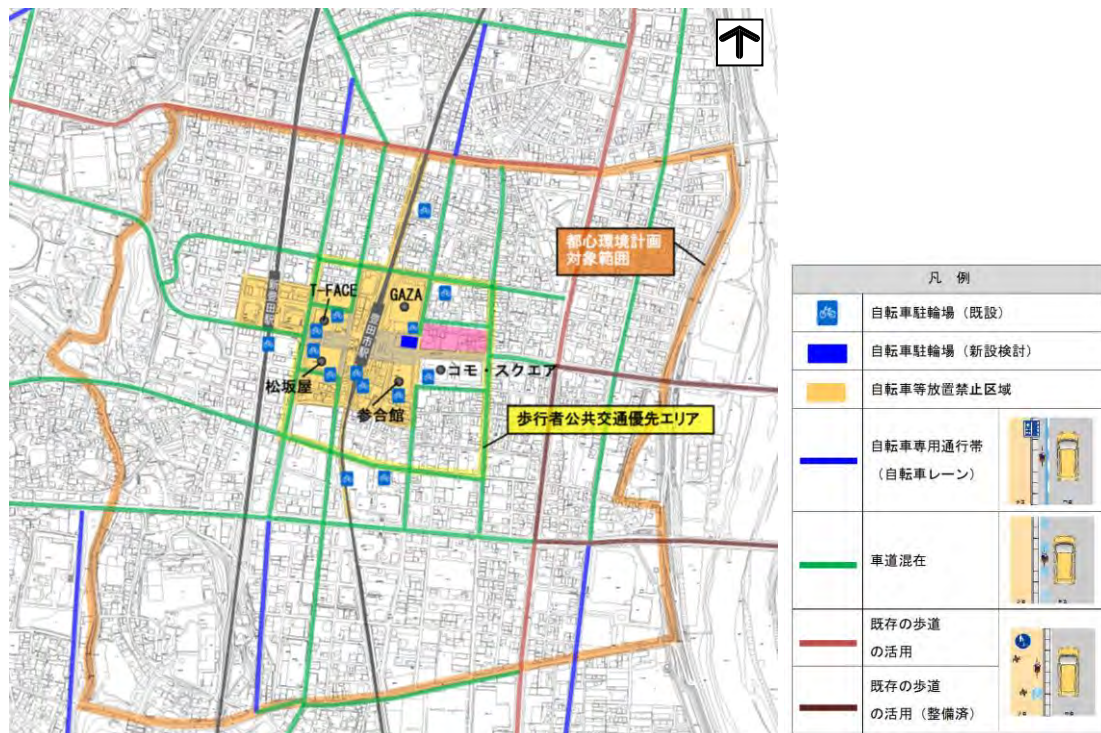 都心環境計画
対象範囲
T-FACE
GAZA
新豊田駅
豊田市駅
コモ・スクエア
松坂屋
参合館
歩行者公共交通優先エリア
凡 例
自転車駐輪場（既設）
自転車駐輪場（新設検討）
自転車等放置禁止区域
自転車専用通行帯
（自転車レーン）
車道混在
既存の歩道
の活用
既存の歩道
の活用（整備済）